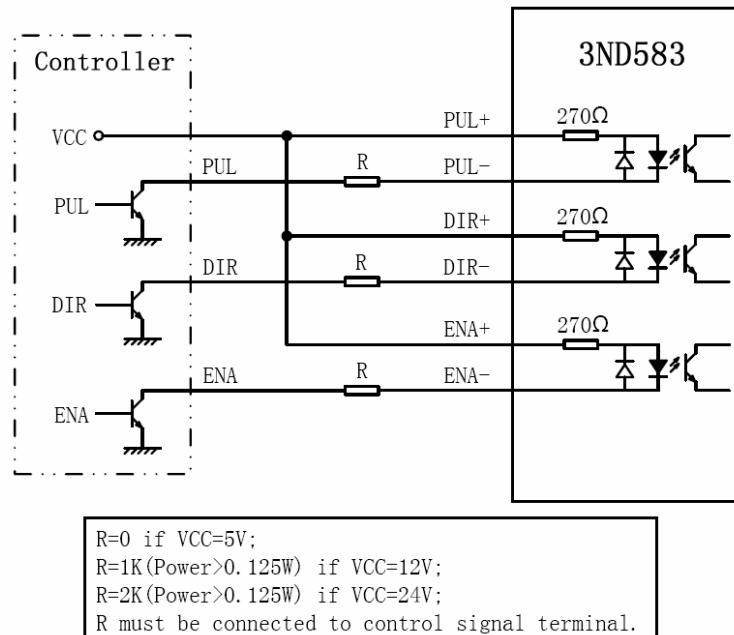 Controller
3ND583
VCC
PUL+
270Ω
PUL
R
PUL-
PUL
DIR+
270Ω
DIR
R
DIR-
DIR
ENA+
270Ω
ENA
R
ENA-
ENA
R=0 if VCC=5V;
R=1K(Power>0.125W) if VCC=12V;
R=2K(Power>0.125W) if VCC=24V;
R must be connected to control signal terminal.